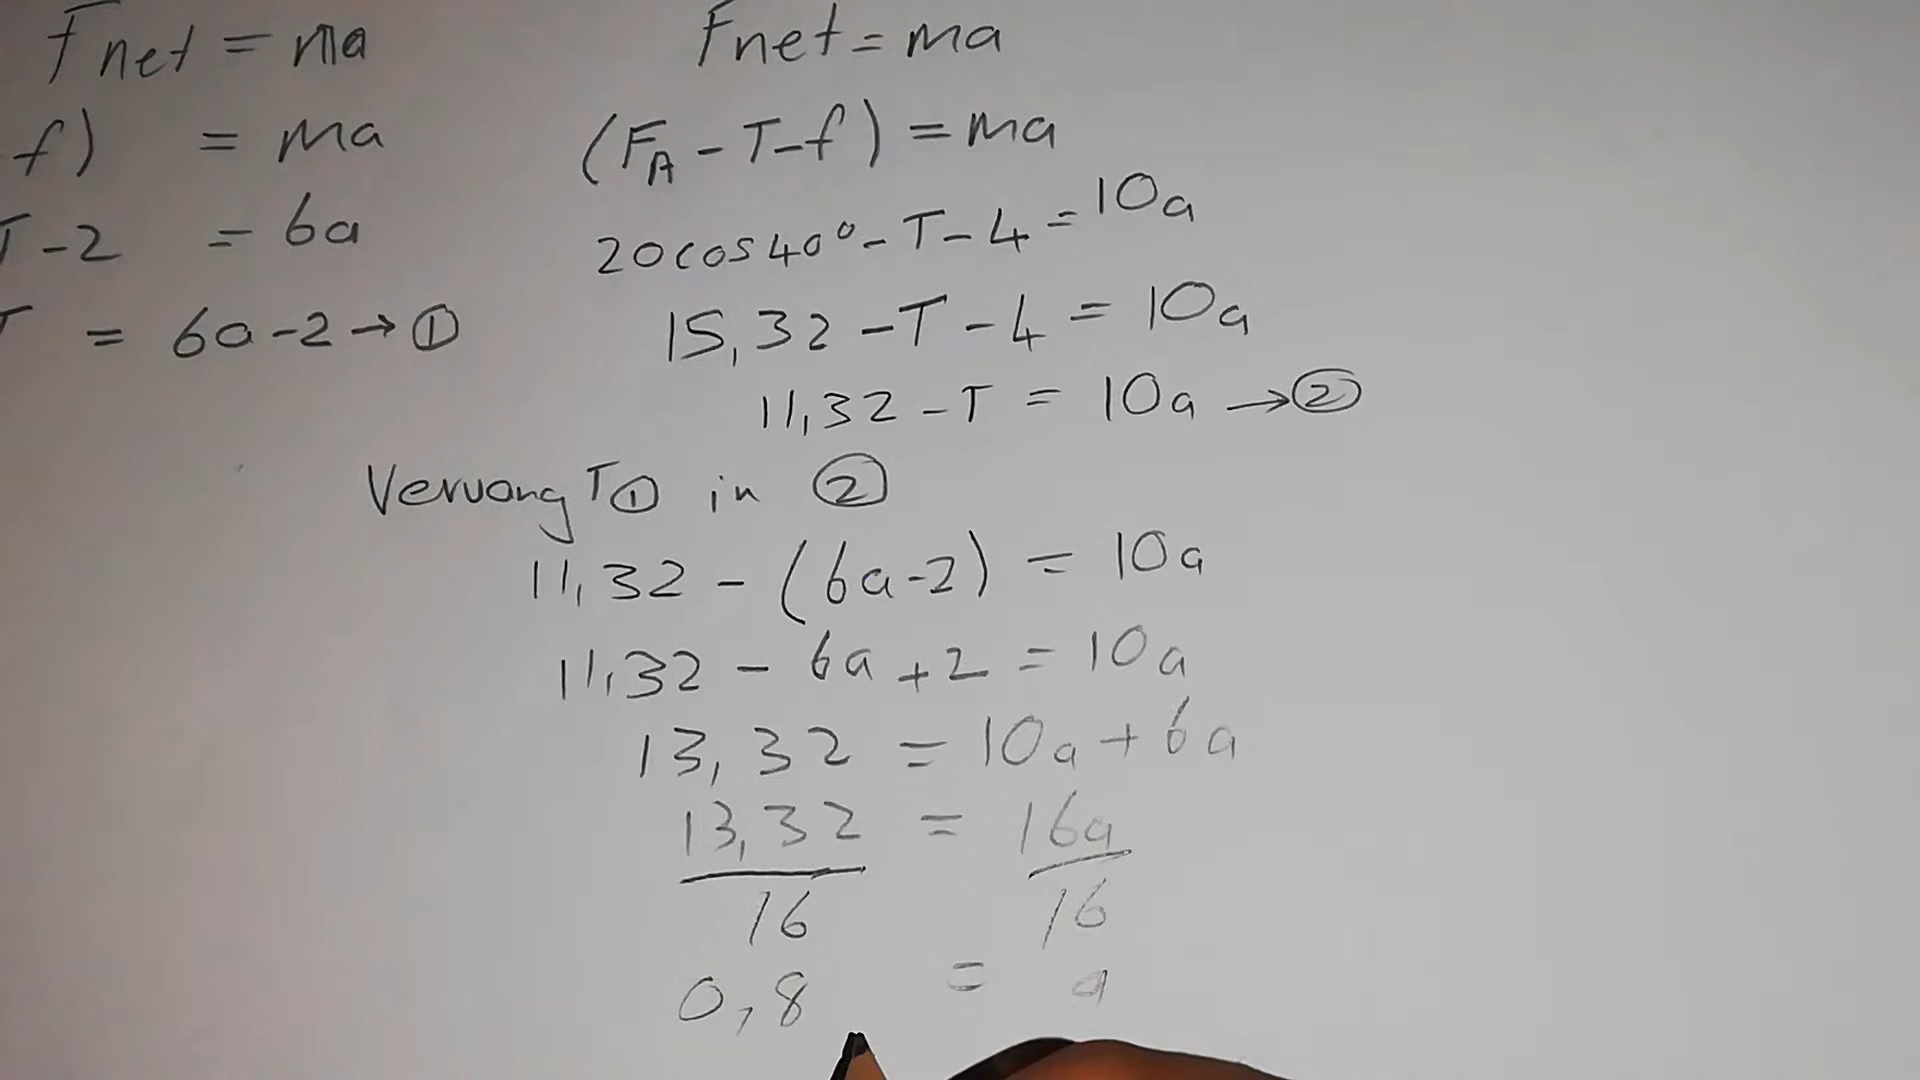 Fnet = ma
f) = ma
T - 2 = 6a
T = 6a - 2 → ①
Fnet = ma
(F_A - T - f) = ma
20cos40° - T - 4 = 10a
15,32 - T - 4 = 10a
11,32 - T = 10a → ②
Vervang T① in ②
11,32 - (6a - 2) = 10a
11,32 - 6a + 2 = 10a
13,32 = 10a + 6a
13,32 = 16a
16 16
0,8 = a